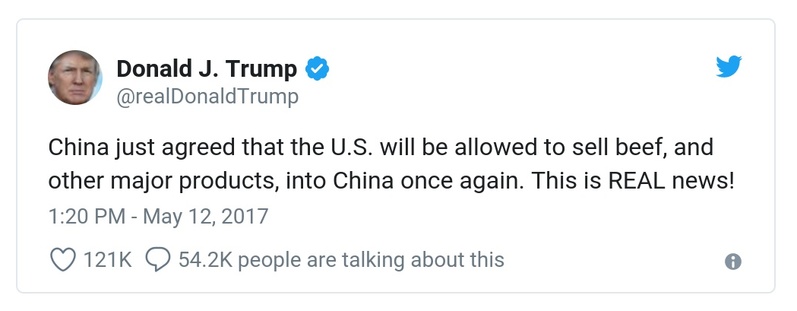 Donald J. Trump
@realDonaldTrump
China just agreed that the U.S. will be allowed to sell beef, and
other major products, into China once again. This is REAL news!
1:20 PM - May 12, 2017
121K 54.2K people are talking about this